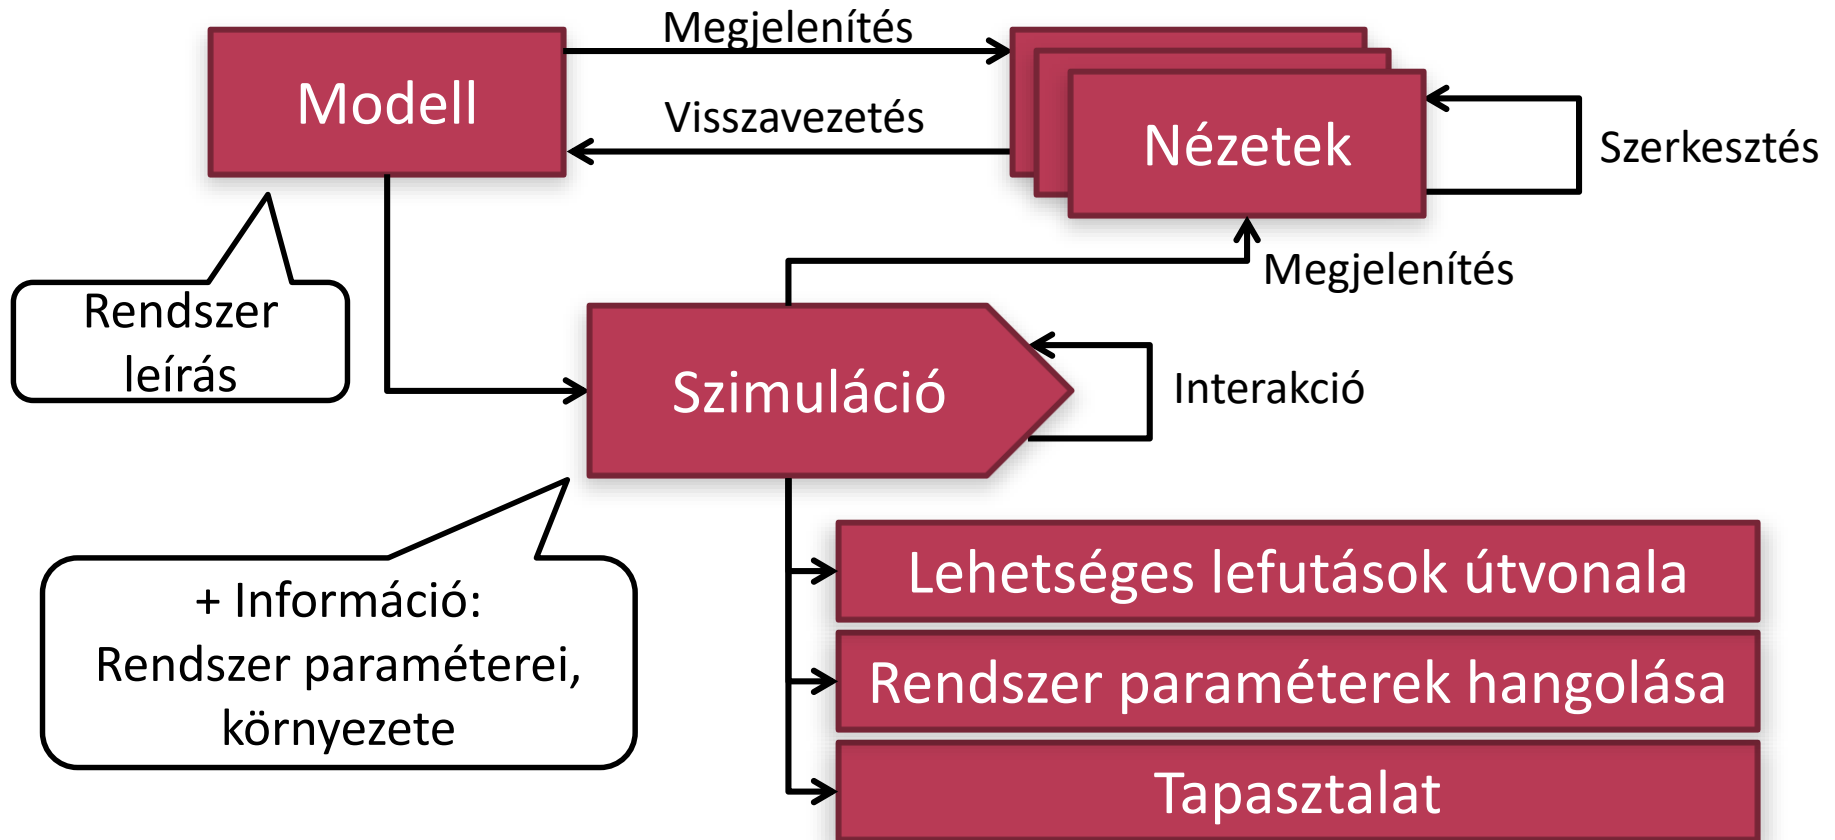 Megjelenítés
Modell
Visszavezetés
Nézetek
Szerkesztés
Megjelenítés
Rendszer
leírás
Szimuláció
Interakció
+ Információ:
Rendszer paraméterei,
környezete
Lehetséges lefutások útvonala
Rendszer paraméterek hangolása
Tapasztalat